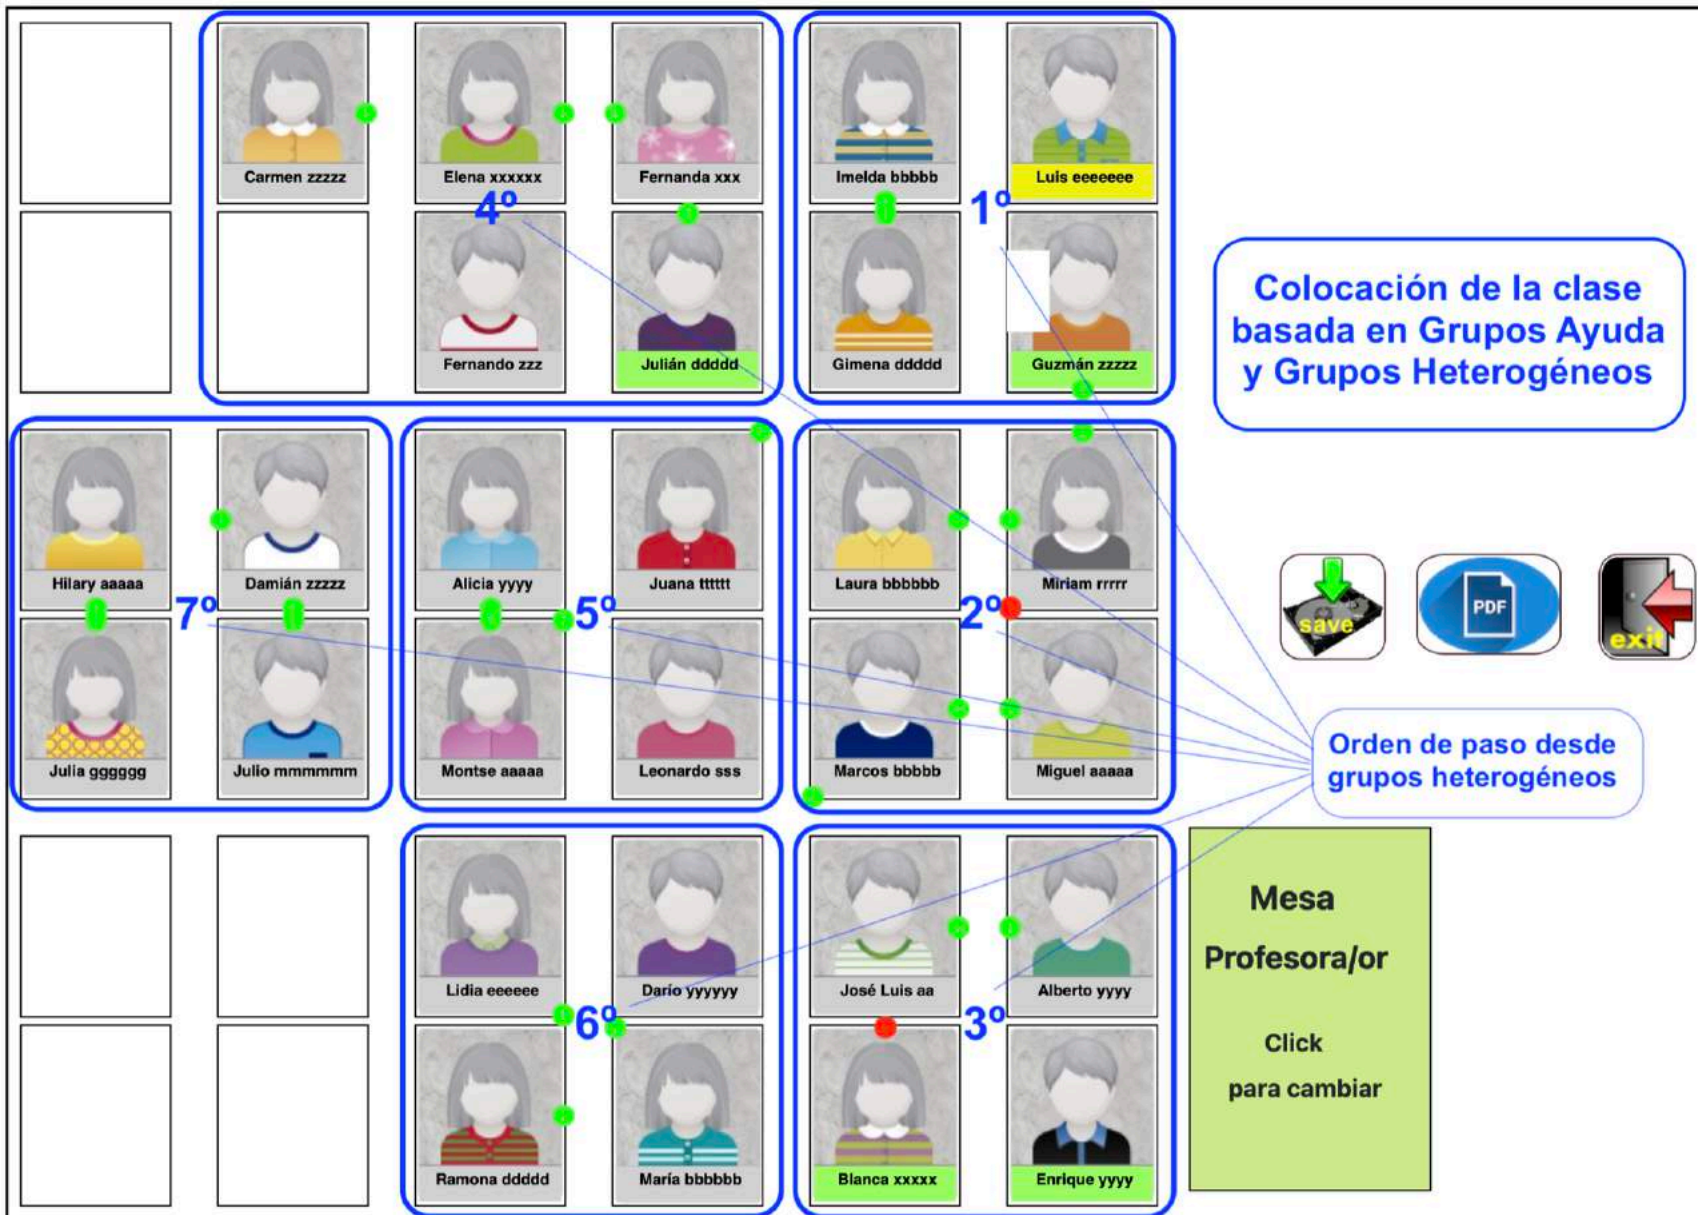 Carmen zzzzz
Elena xxxxxx
Fernanda xxx
Imelda bbbbb
Luis eeeeeee
4º
1º
Fernando zzz
Julián ddddd
Gimena ddddd
Guzmán zzzzz
Colocación de la clase
basada en Grupos Ayuda
y Grupos Heterogéneos
Hilary aaaaa
Damián zzzzz
Alicia yyyy
Juana tttttt
Laura bbbbbb
Miriam rrrrr
7º
5º
2º
save
PDF
exit
Julia gggggg
Julio mmmmmm
Montse aaaaa
Leonardo sss
Marcos bbbbb
Miguel aaaaa
Orden de paso desde
grupos heterogéneos
Lidia eeeeee
Darío yyyyyy
José Luis aa
Alberto yyyy
6º
3º
Mesa
Profesora/or
Click
para cambiar
Ramona ddddd
María bbbbbb
Blanca xxxxx
Enrique yyyy